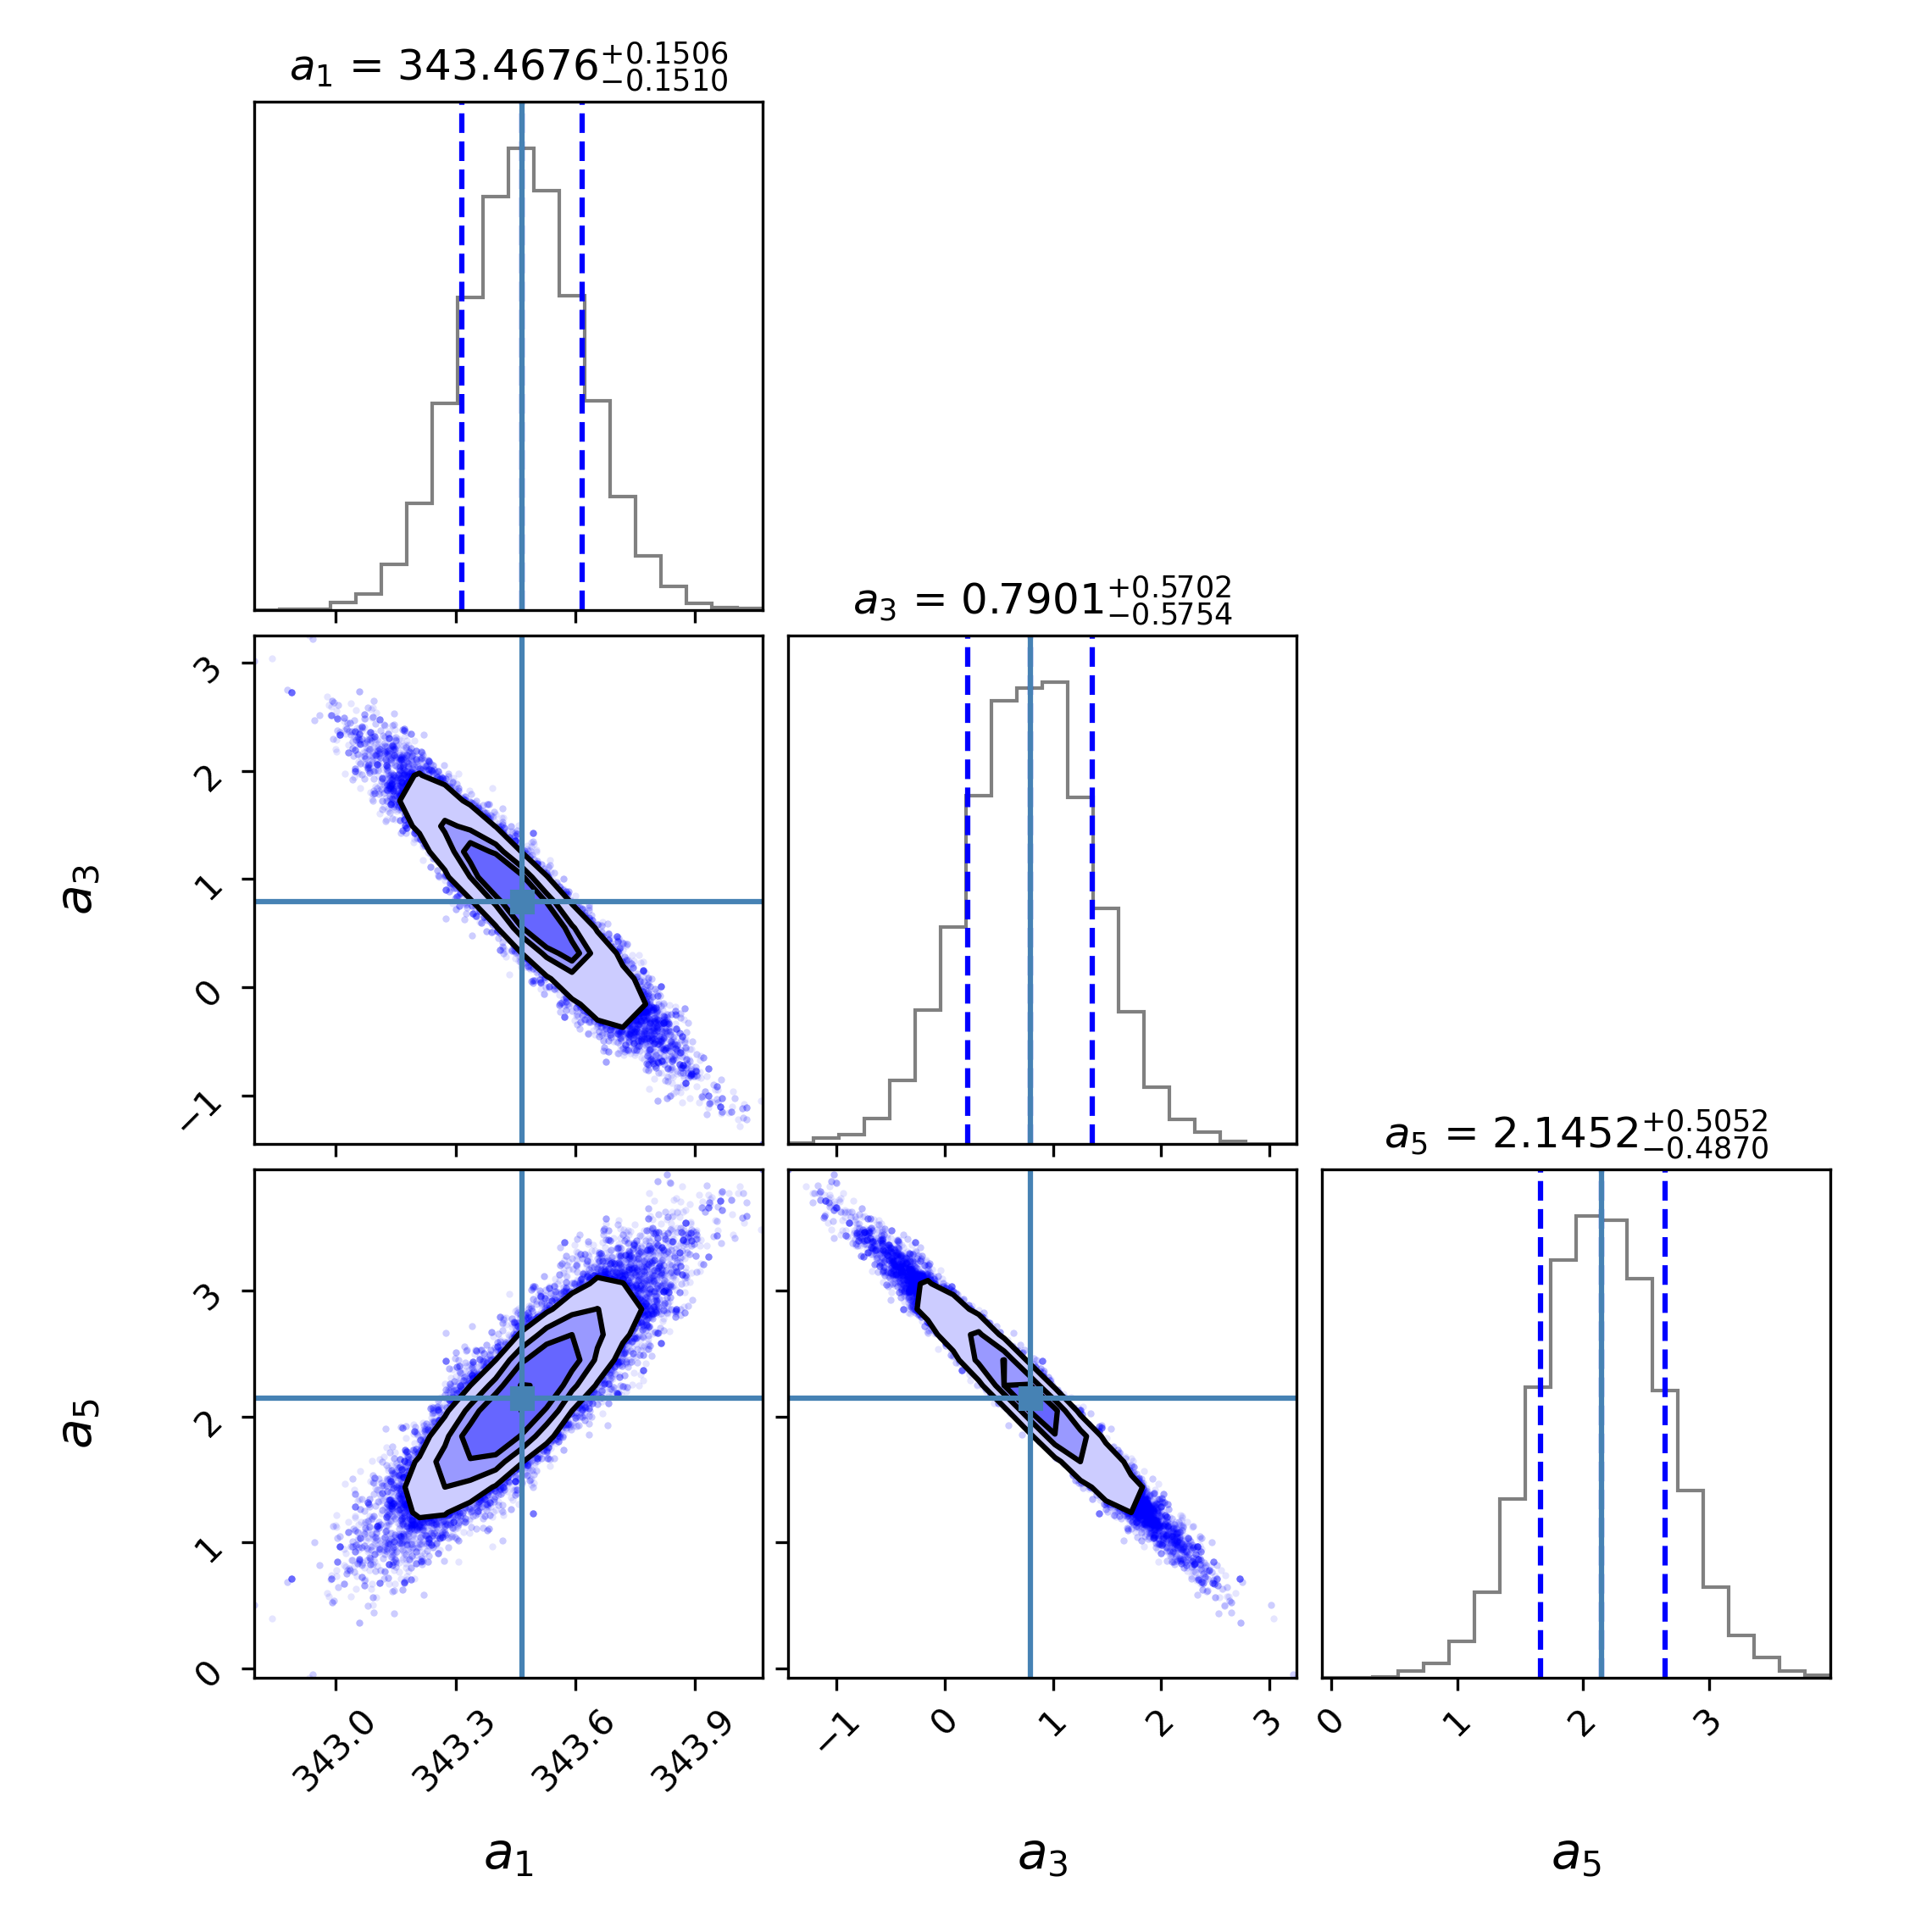 a₁ = 343.4676⁺⁰·¹⁵⁰⁶₋₀.₁₅₁₀
a₃ = 0.7901⁺⁰·⁵⁷⁰²₋₀.₅₇₅₄
3
2
1
0
−1
a₃
a₅ = 2.1452⁺⁰·⁵⁰⁵²₋₀.₄₈₇₀
3
2
1
0
a₅
343.0 343.3 343.6 343.9 −1 0 1 2 3 0 1 2 3
a₁ a₃ a₅